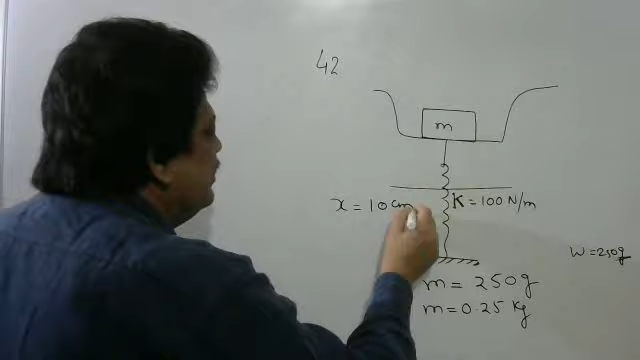 42
m
x = 10 cm
K = 100 N/m
W = 250g
m = 250 g
m = 0.25 Kg